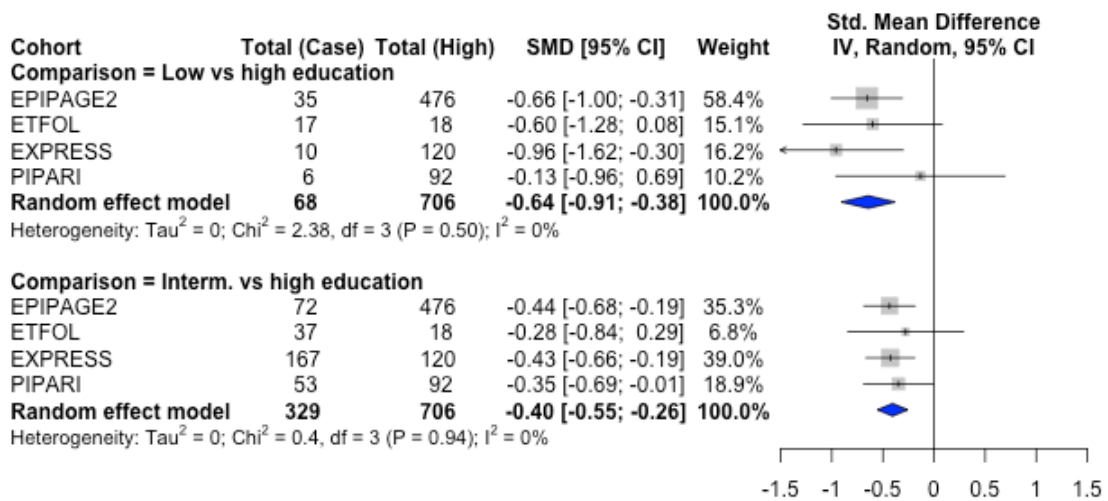 Std. Mean Difference
Cohort Total (Case) Total (High) SMD [95% CI] Weight IV, Random, 95% CI
Comparison = Low vs high education
EPIPAGE2 35 476 -0.66 [-1.00; -0.31] 58.4%
ETFOL 17 18 -0.60 [-1.28; 0.08] 15.1%
EXPRESS 10 120 -0.96 [-1.62; -0.30] 16.2%
PIPARI 6 92 -0.13 [-0.96; 0.69] 10.2%
Random effect model 68 706 -0.64 [-0.91; -0.38] 100.0%
Heterogeneity: Tau² = 0; Chi² = 2.38, df = 3 (P = 0.50); I² = 0%
Comparison = Interm. vs high education
EPIPAGE2 72 476 -0.44 [-0.68; -0.19] 35.3%
ETFOL 37 18 -0.28 [-0.84; 0.29] 6.8%
EXPRESS 167 120 -0.43 [-0.66; -0.19] 39.0%
PIPARI 53 92 -0.35 [-0.69; -0.01] 18.9%
Random effect model 329 706 -0.40 [-0.55; -0.26] 100.0%
Heterogeneity: Tau² = 0; Chi² = 0.4, df = 3 (P = 0.94); I² = 0%
-1.5 -1 -0.5 0 0.5 1 1.5